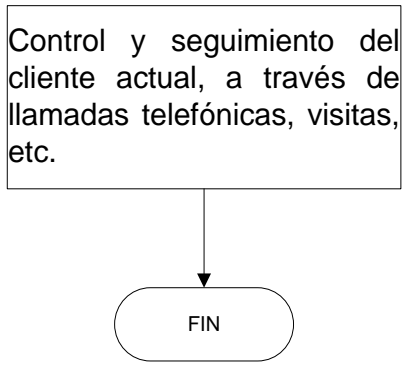 Control y seguimiento del
cliente actual, a través de
llamadas telefónicas, visitas,
etc.
FIN